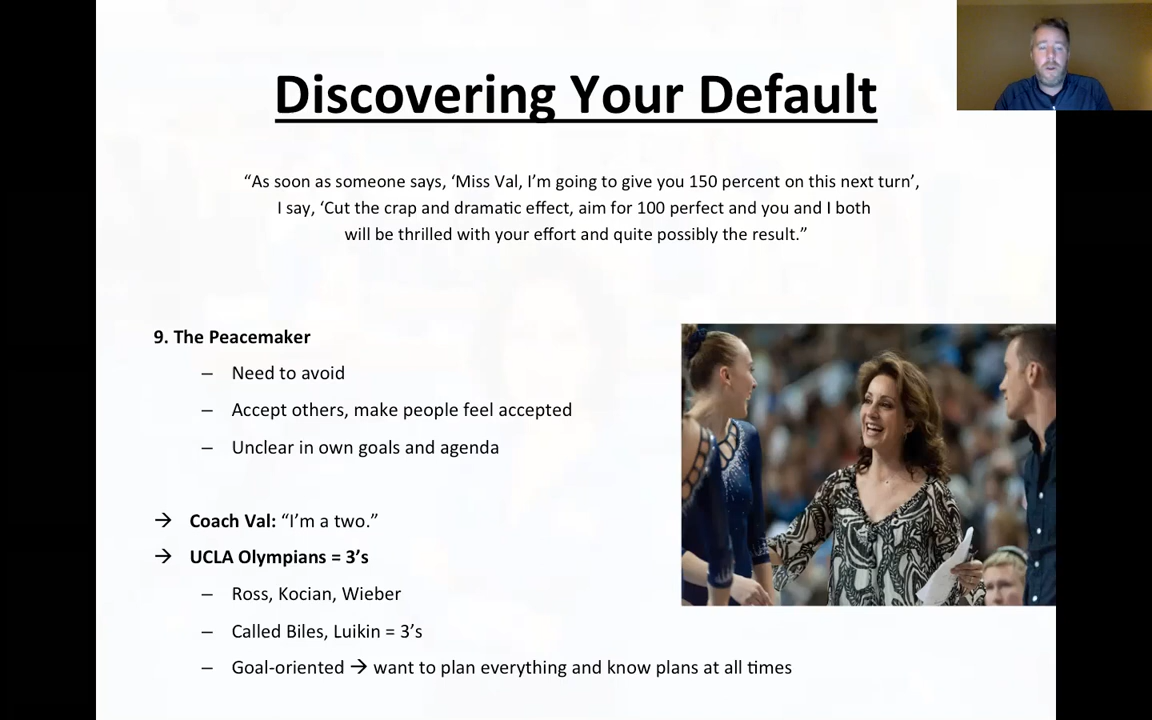 Discovering Your Default
“As soon as someone says, ‘Miss Val, I’m going to give you 150 percent on this next turn’,
I say, ‘Cut the crap and dramatic effect, aim for 100 perfect and you and I both
will be thrilled with your effort and quite possibly the result.”
9. The Peacemaker
– Need to avoid
– Accept others, make people feel accepted
– Unclear in own goals and agenda
→ Coach Val: “I’m a two.”
→ UCLA Olympians = 3’s
– Ross, Kocian, Wieber
– Called Biles, Luikin = 3’s
– Goal-oriented → want to plan everything and know plans at all times